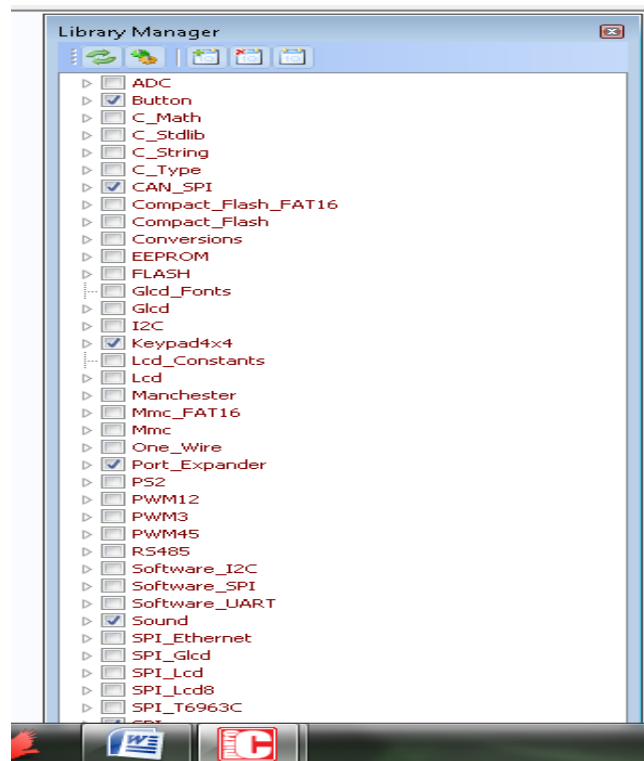 Library Manager
ADC
Button
C_Math
C_Stdlib
C_String
C_Type
CAN_SPI
Compact_Flash_FAT16
Compact_Flash
Conversions
EEPROM
FLASH
Glcd_Fonts
Glcd
I2C
Keypad4x4
Lcd_Constants
Lcd
Manchester
Mmc_FAT16
Mmc
One_Wire
Port_Expander
PS2
PWM12
PWM3
PWM45
RS485
Software_I2C
Software_SPI
Software_UART
Sound
SPI_Ethernet
SPI_Glcd
SPI_Lcd
SPI_Lcd8
SPI_T6963C